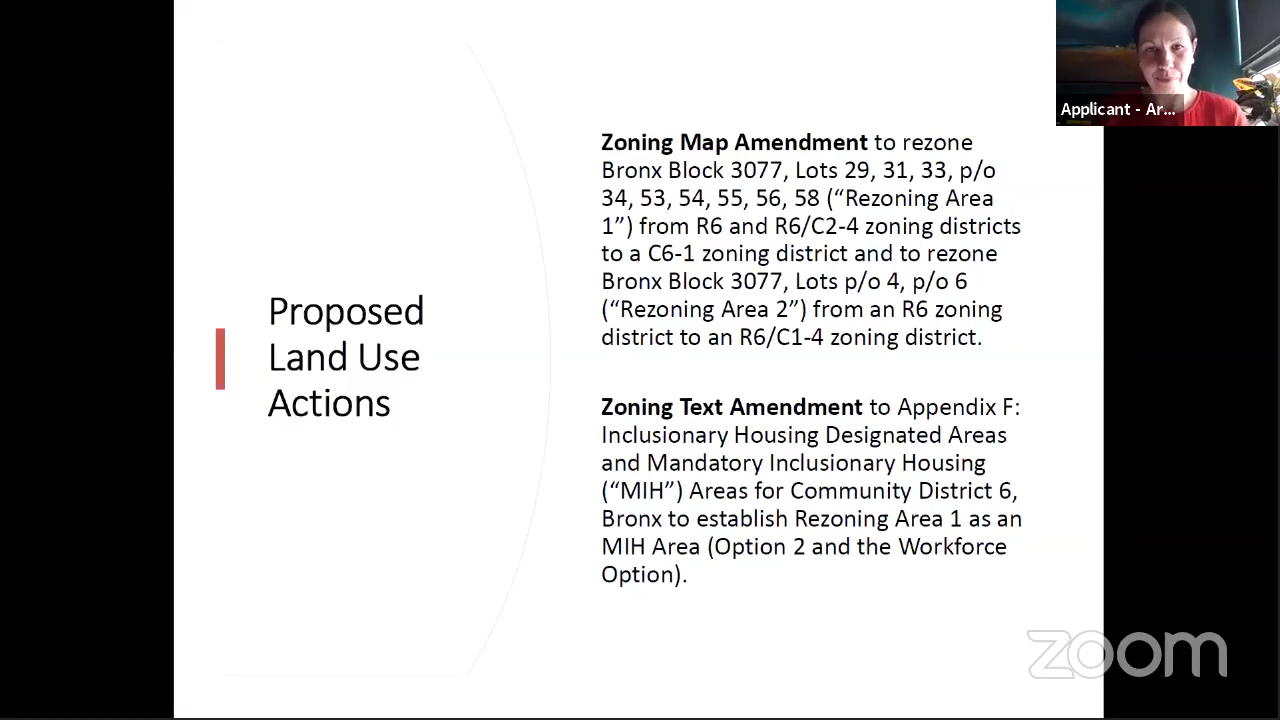 Applicant - Ar...
Proposed
Land Use
Actions
Zoning Map Amendment to rezone
Bronx Block 3077, Lots 29, 31, 33, p/o
34, 53, 54, 55, 56, 58 (“Rezoning Area
1”) from R6 and R6/C2-4 zoning districts
to a C6-1 zoning district and to rezone
Bronx Block 3077, Lots p/o 4, p/o 6
(“Rezoning Area 2”) from an R6 zoning
district to an R6/C1-4 zoning district.
Zoning Text Amendment to Appendix F:
Inclusionary Housing Designated Areas
and Mandatory Inclusionary Housing
(“MIH”) Areas for Community District 6,
Bronx to establish Rezoning Area 1 as an
MIH Area (Option 2 and the Workforce
Option).
zoom